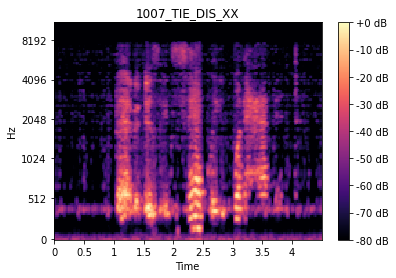 1007_TIE_DIS_XX
Hz
8192
4096
2048
1024
512
0
0 0.5 1 1.5 2 2.5 3 3.5 4
Time
+0 dB
-10 dB
-20 dB
-30 dB
-40 dB
-50 dB
-60 dB
-70 dB
-80 dB